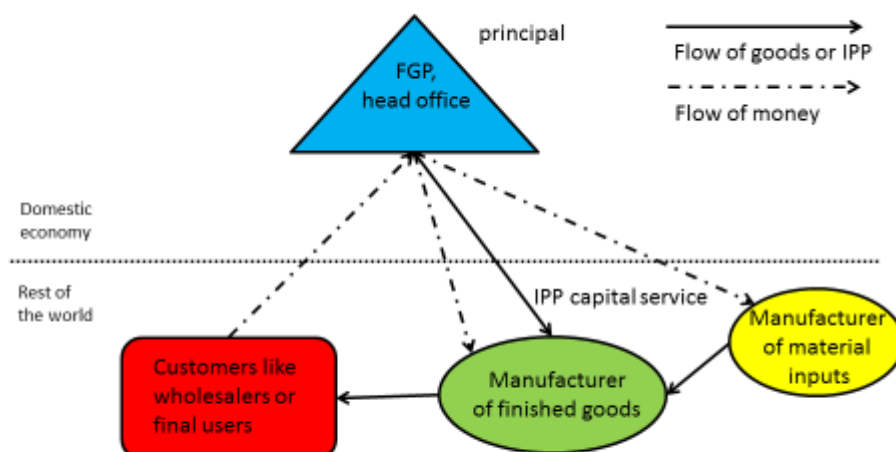 principal
Flow of goods or IPP
FGP,
head office
Flow of money
Domestic
economy
Rest of
the world
IPP capital service
Manufacturer
of material
inputs
Customers like
wholesalers or
final users
Manufacturer
of finished goods